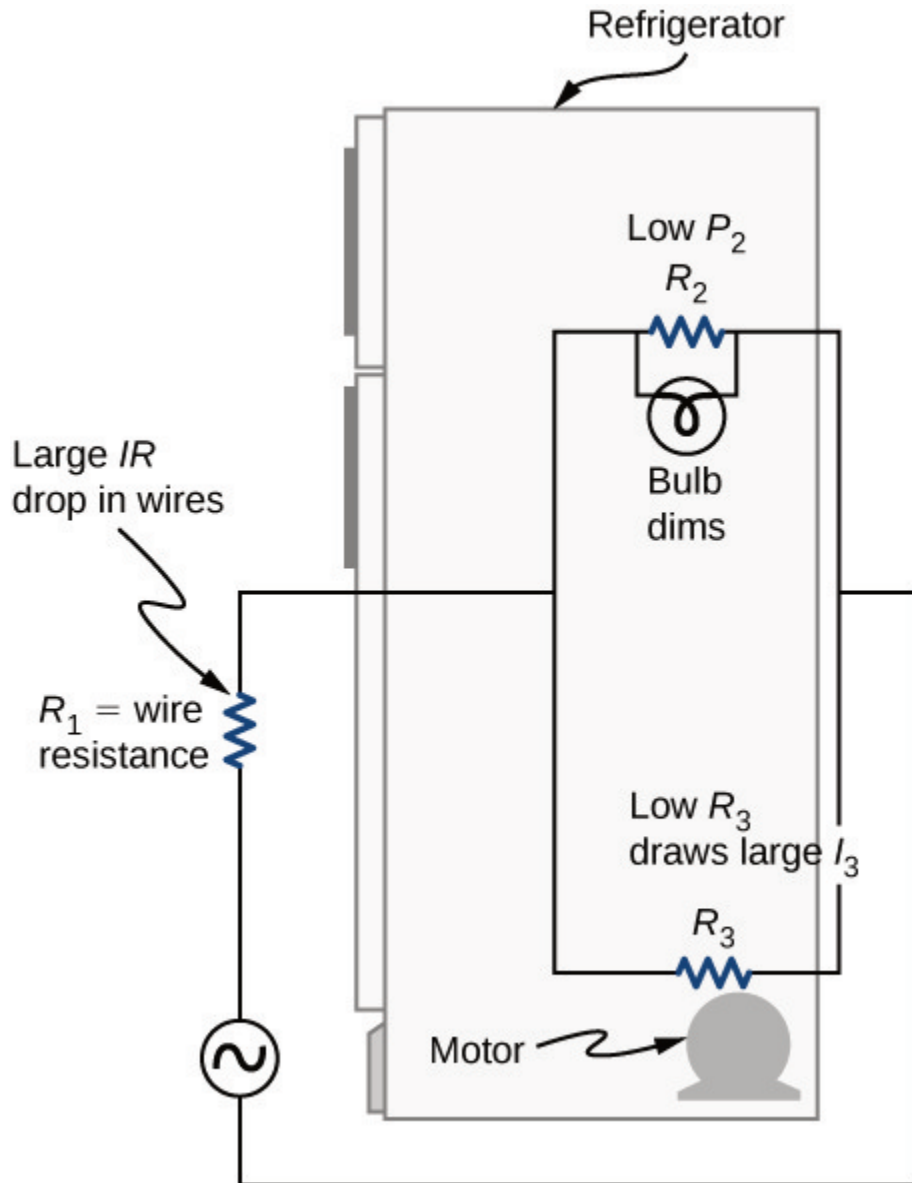 Refrigerator
Low P₂
R₂
Bulb
dims
Large IR
drop in wires
R₁ = wire
resistance
Low R₃
draws large I₃
R₃
Motor